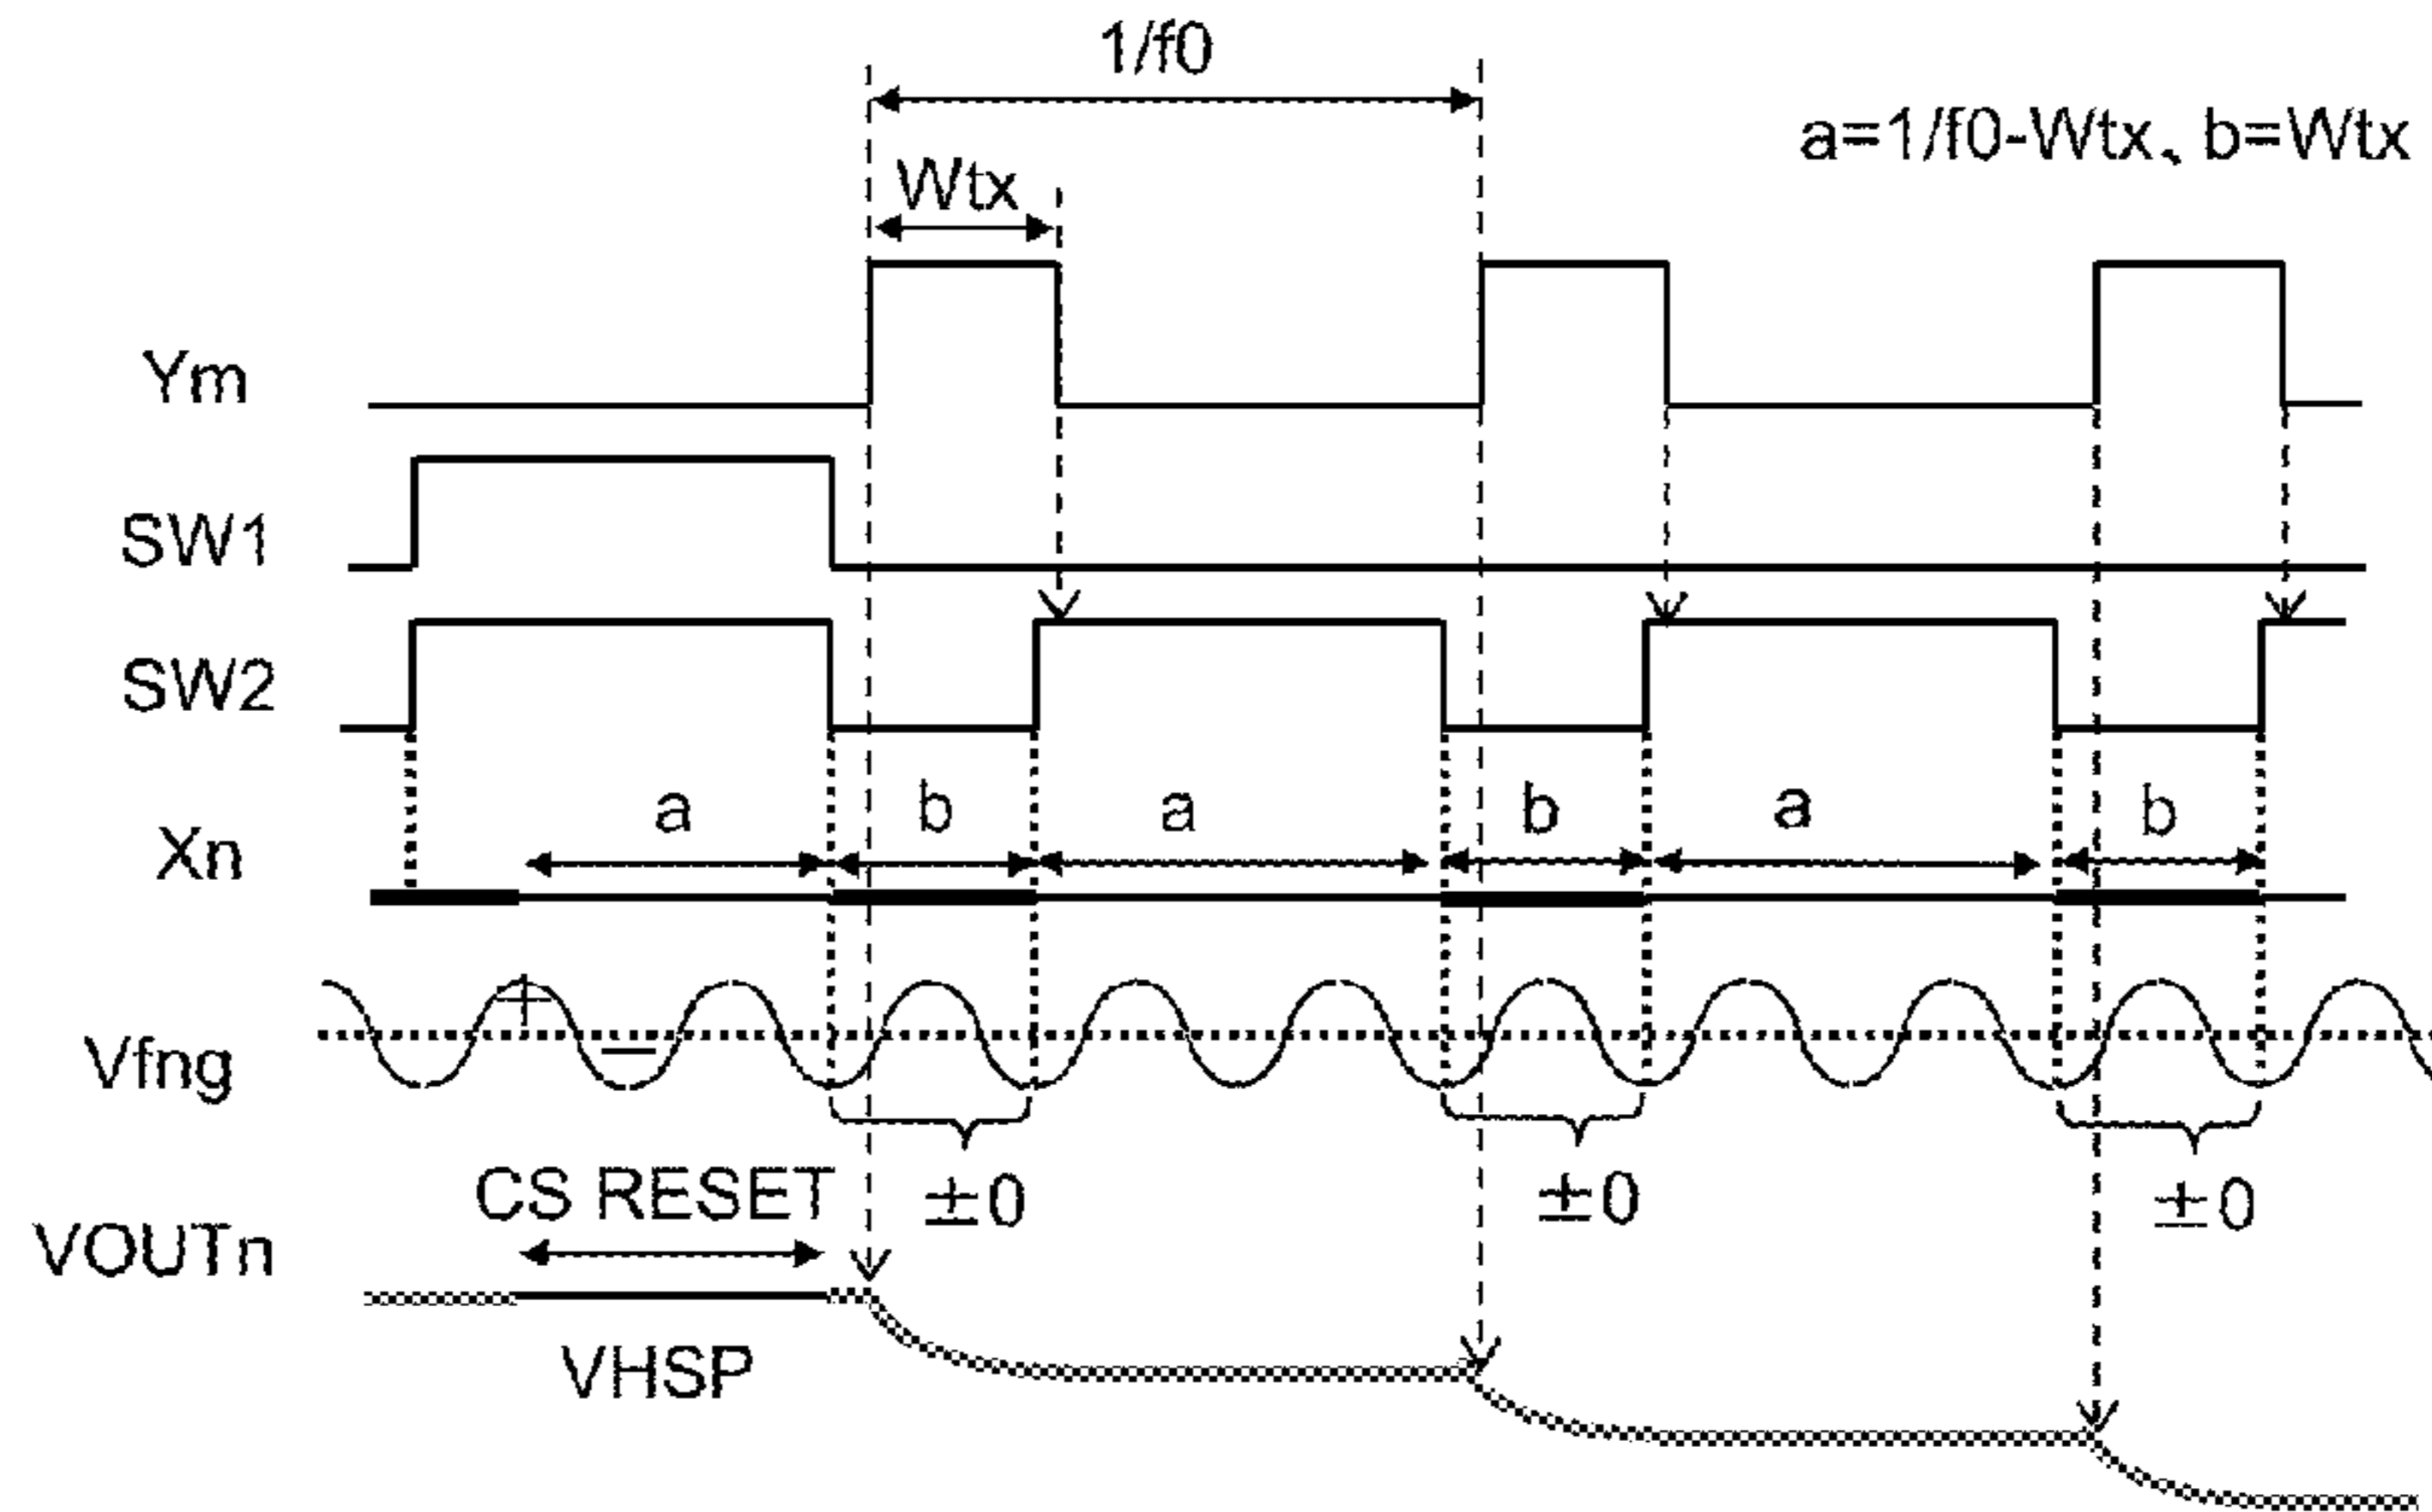 1/f0
a=1/f0-Wtx、b=Wtx
Wtx
Ym
SW1
SW2
a b a b a b
Xn
+
−
Vfng
±0 ±0 ±0
CS RESET
VOUTn
VHSP